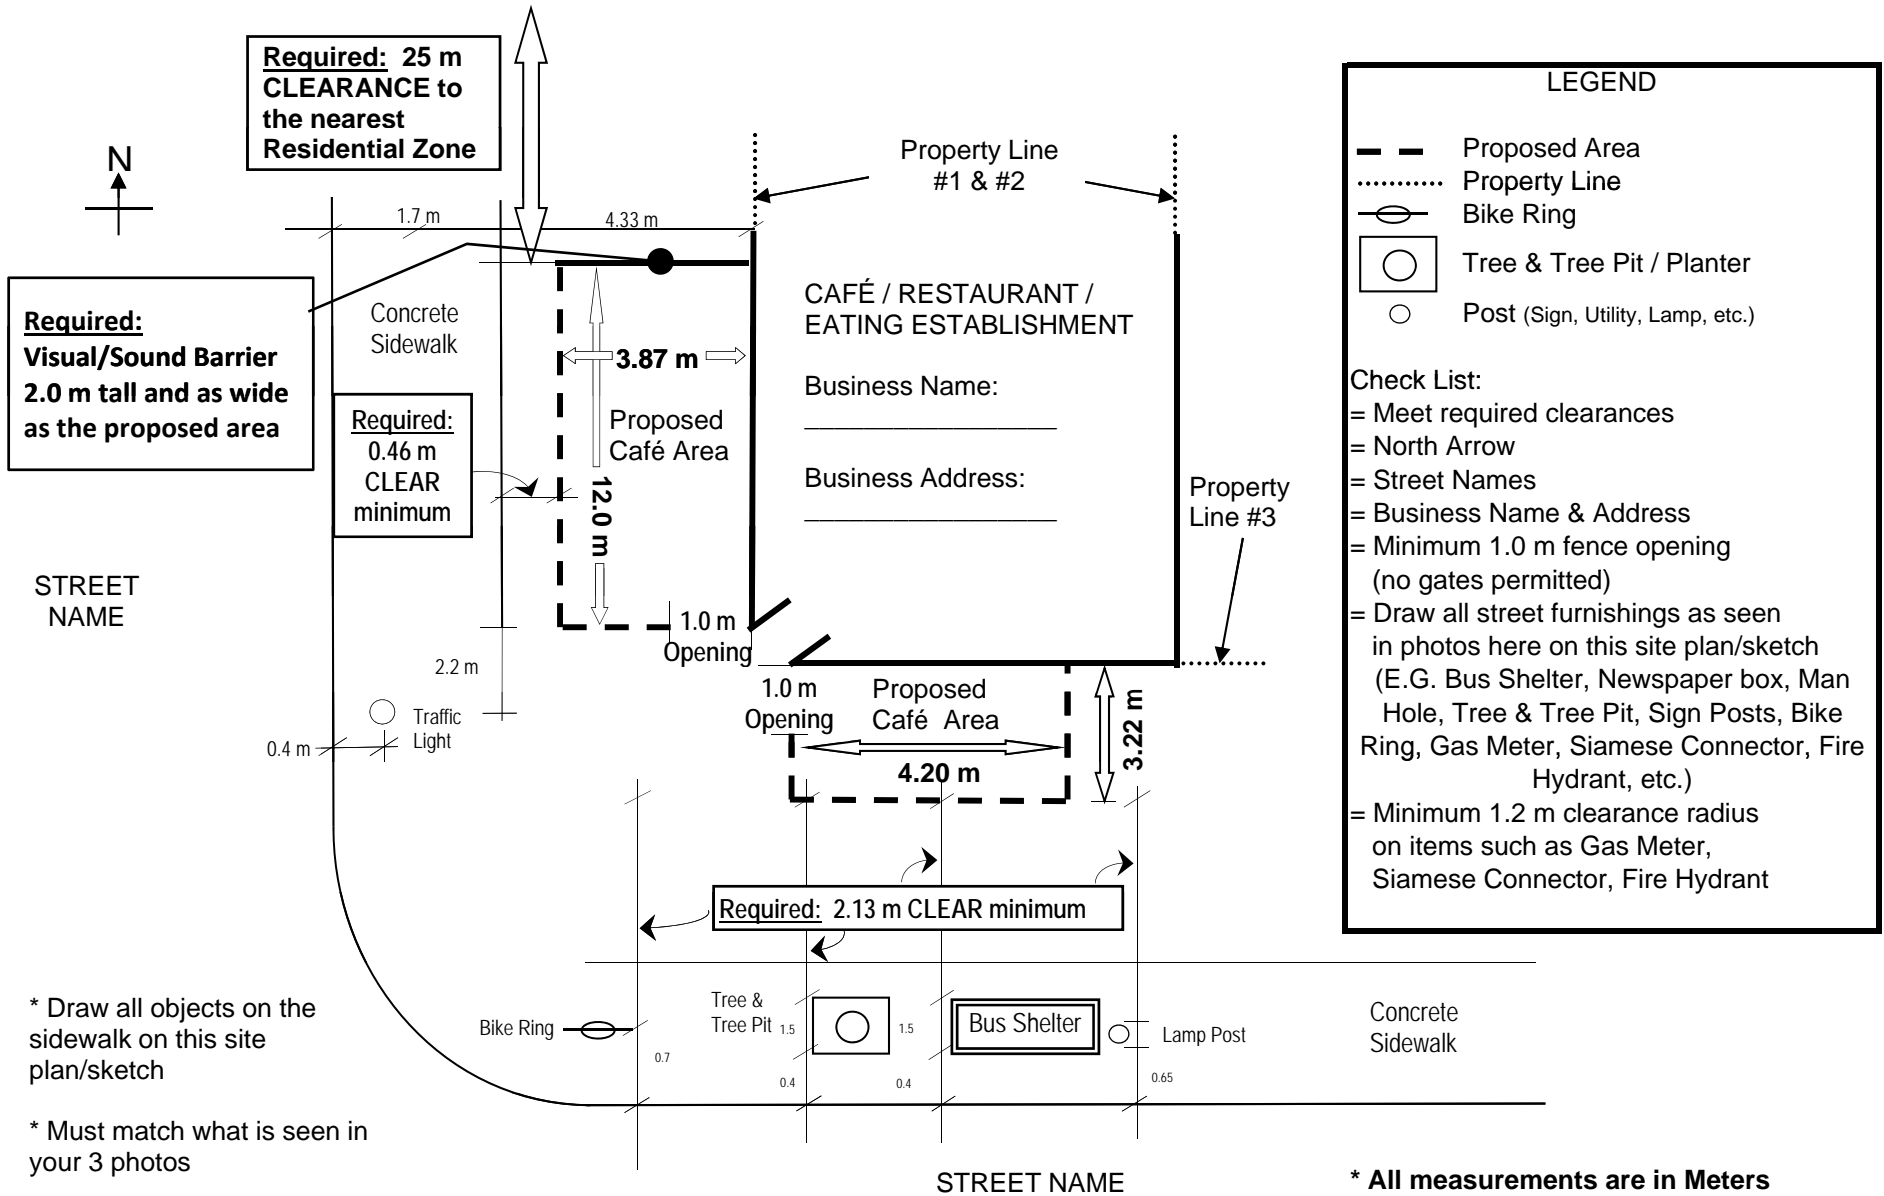 Required: 25 m
CLEARANCE to
the nearest
Residential Zone
N
1.7 m
4.33 m
Property Line
#1 & #2
Required:
Visual/Sound Barrier
2.0 m tall and as wide
as the proposed area
Concrete
Sidewalk
3.87 m
Required:
0.46 m
CLEAR
minimum
Proposed
Café Area
12.0 m
CAFÉ / RESTAURANT /
EATING ESTABLISHMENT
Business Name:
Business Address:
Property
Line #3
STREET
NAME
1.0 m
Opening
2.2 m
Traffic
Light
0.4 m
1.0 m
Opening
Proposed
Café Area
4.20 m
3.22 m
Required: 2.13 m CLEAR minimum
Bike Ring
0.7
Tree &
Tree Pit
1.5
1.5
0.4
0.4
Bus Shelter
Lamp Post
0.65
Concrete
Sidewalk
STREET NAME
* Draw all objects on the
sidewalk on this site
plan/sketch
* Must match what is seen in
your 3 photos
LEGEND
Proposed Area
Property Line
Bike Ring
Tree & Tree Pit / Planter
Post (Sign, Utility, Lamp, etc.)
Check List:
= Meet required clearances
= North Arrow
= Street Names
= Business Name & Address
= Minimum 1.0 m fence opening
(no gates permitted)
= Draw all street furnishings as seen
in photos here on this site plan/sketch
(E.G. Bus Shelter, Newspaper box, Man
Hole, Tree & Tree Pit, Sign Posts, Bike
Ring, Gas Meter, Siamese Connector, Fire
Hydrant, etc.)
= Minimum 1.2 m clearance radius
on items such as Gas Meter,
Siamese Connector, Fire Hydrant
* All measurements are in Meters